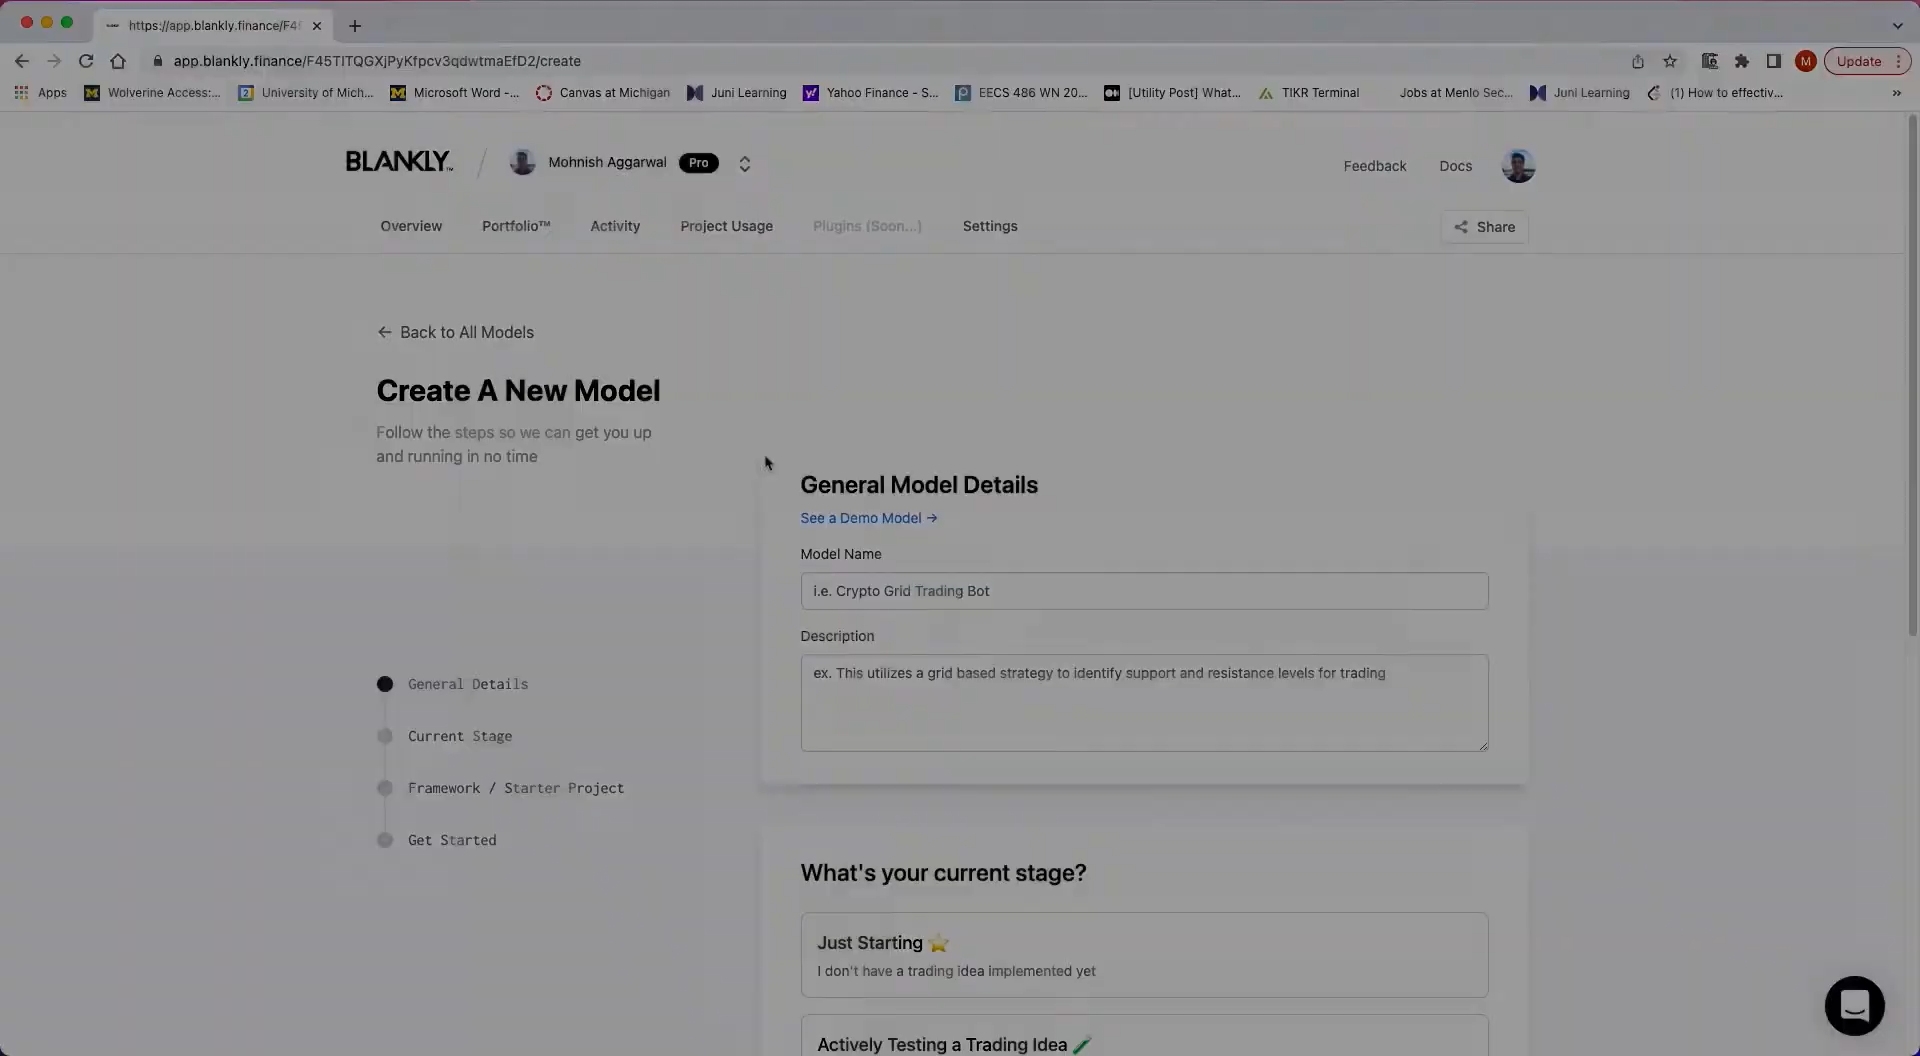 https://app.blankly.finance/F4
app.blankly.finance/F45TITQGXjPyKfpcv3qdwtmaEfD2/create
Update
Apps
Wolverine Access:...
University of Mich...
Microsoft Word -...
Canvas at Michigan
Juni Learning
Yahoo Finance - S...
EECS 486 WN 20...
[Utility Post] What...
TIKR Terminal
Jobs at Menlo Sec...
Juni Learning
(1) How to effectiv...
BLANKLY™
Mohnish Aggarwal
Pro
Feedback
Docs
Overview
Portfolio™
Activity
Project Usage
Plugins (Soon...)
Settings
Share
← Back to All Models
Create A New Model
Follow the steps so we can get you up
and running in no time
General Model Details
See a Demo Model →
Model Name
i.e. Crypto Grid Trading Bot
Description
ex. This utilizes a grid based strategy to identify support and resistance levels for trading
General Details
Current Stage
Framework / Starter Project
Get Started
What's your current stage?
Just Starting ⭐
I don't have a trading idea implemented yet
Actively Testing a Trading Idea 🧪